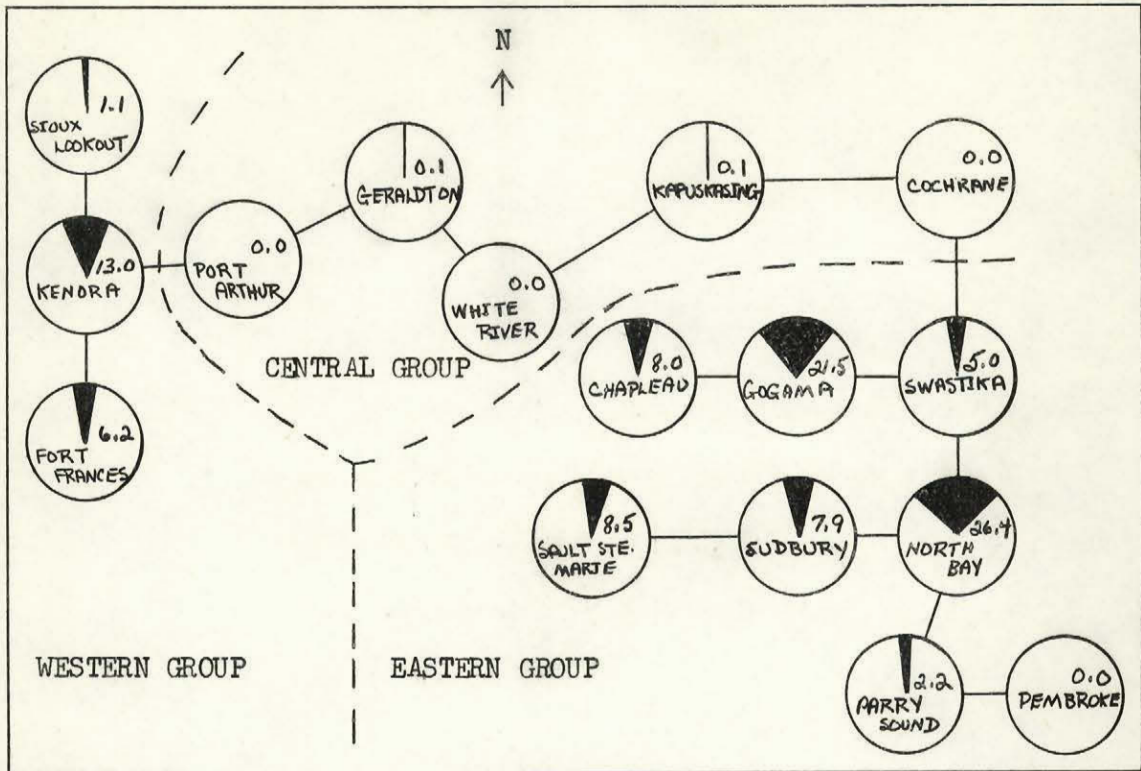 N
1.1
SIOUX
LOOKOUT
0.1
GERALDTON
0.1
KAPUSKASING
0.0
COCHRANE
13.0
KENORA
0.0
PORT
ARTHUR
0.0
WHITE
RIVER
CENTRAL GROUP
8.0
CHAPLEAU
21.5
GOGAMA
5.0
SWASTIKA
6.2
FORT
FRANCES
8.5
SAULT STE.
MARIE
7.9
SUDBURY
26.4
NORTH
BAY
WESTERN GROUP
EASTERN GROUP
2.2
PARRY
SOUND
0.0
PEMBROKE